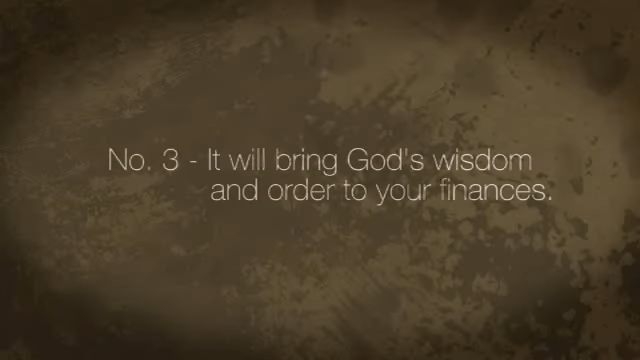 No. 3 - It will bring God's wisdom
and order to your finances.